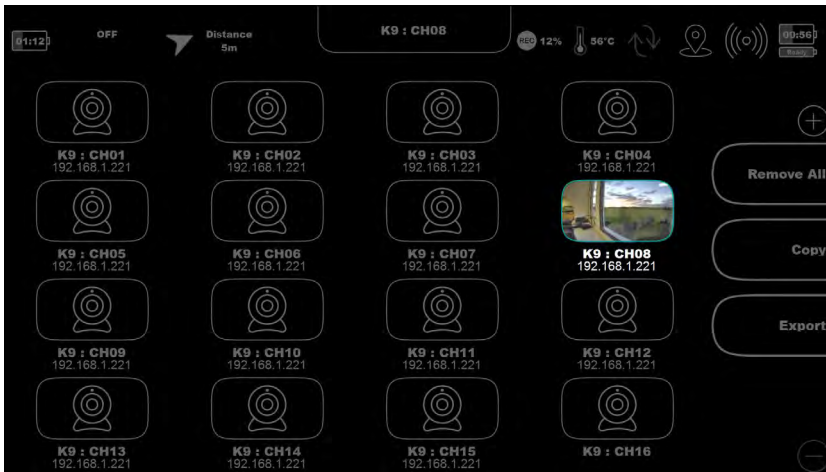 01:12
OFF
Distance
5m
K9 : CH08
REC 12%
56°C
00:56
Ready
K9 : CH01
192.168.1.221
K9 : CH02
192.168.1.221
K9 : CH03
192.168.1.221
K9 : CH04
192.168.1.221
Remove All
K9 : CH05
192.168.1.221
K9 : CH06
192.168.1.221
K9 : CH07
192.168.1.221
K9 : CH08
192.168.1.221
Copy
K9 : CH09
192.168.1.221
K9 : CH10
192.168.1.221
K9 : CH11
192.168.1.221
K9 : CH12
192.168.1.221
Export
K9 : CH13
192.168.1.221
K9 : CH14
192.168.1.221
K9 : CH15
192.168.1.221
K9 : CH16